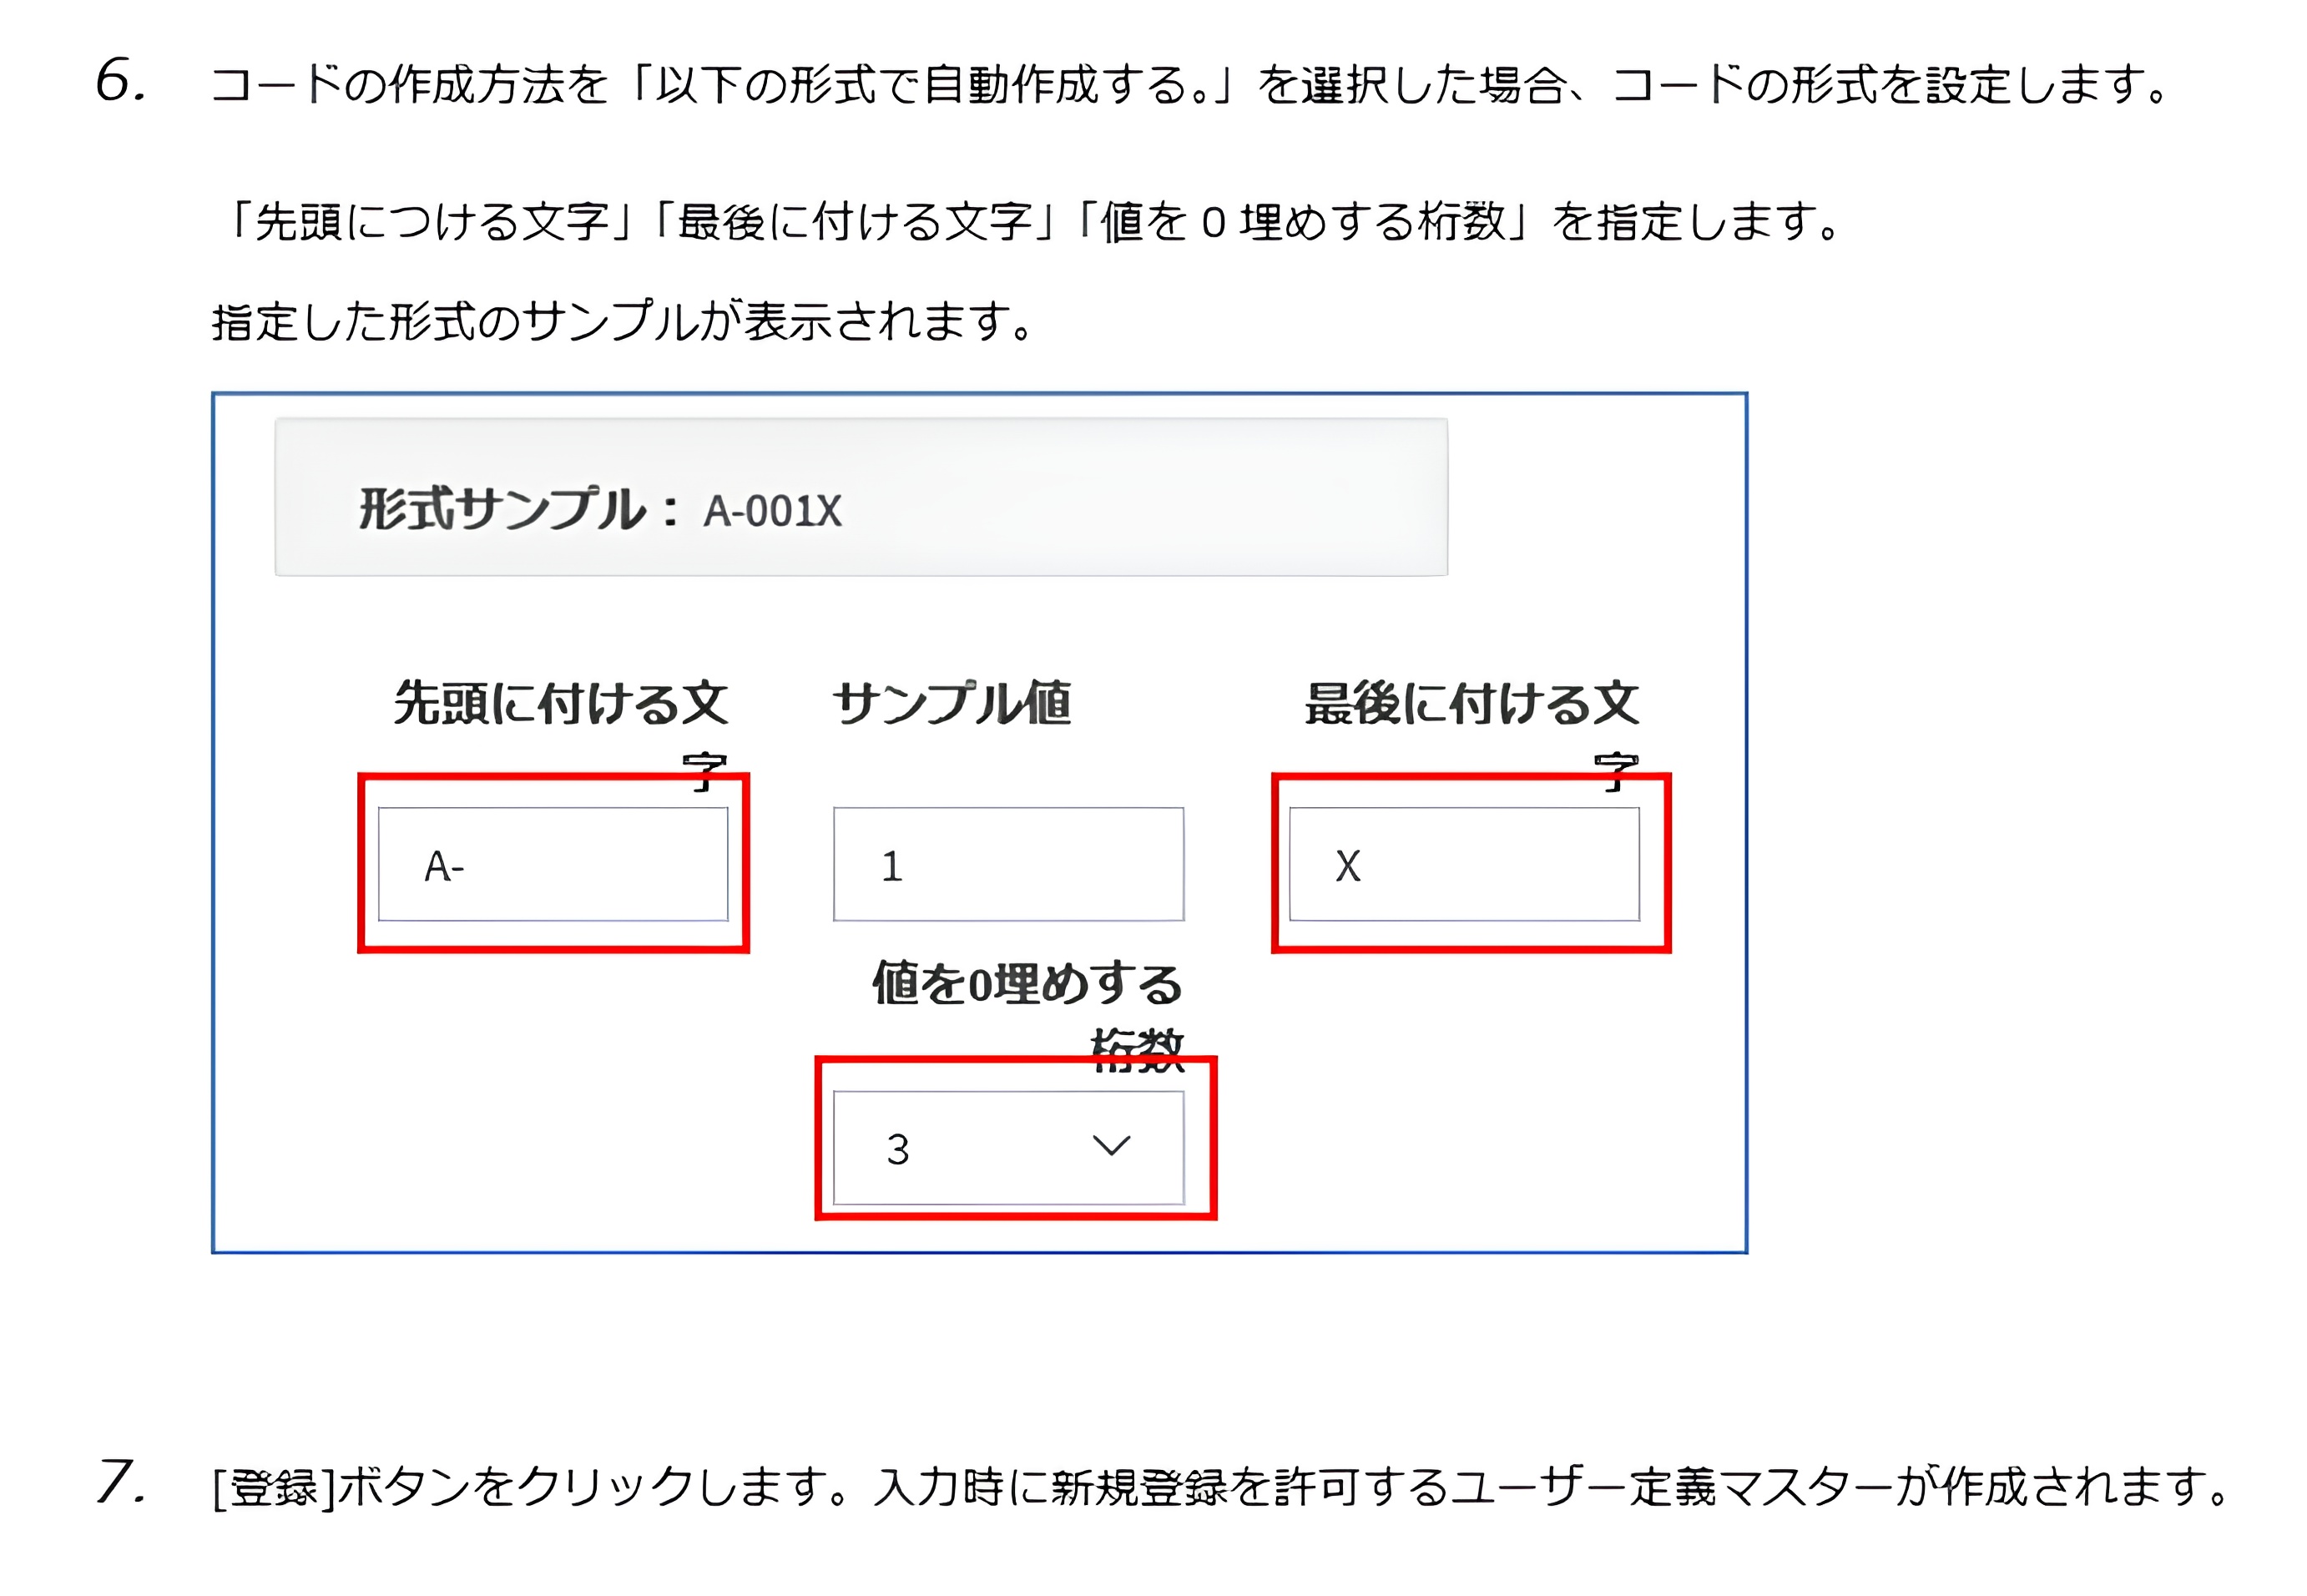 6. コードの作成方法を「以下の形式で自動作成する。」を選択した場合、コードの形式を設定します。
「先頭につける文字」「最後に付ける文字」「値を０埋めする桁数」を指定します。
指定した形式のサンプルが表示されます。
形式サンプル： A-001X
先頭に付ける文
字
サンプル値
最後に付ける文
字
A-
1
X
値を0埋めする
桁数
3
7. [登録]ボタンをクリックします。入力時に新規登録を許可するユーザー定義マスターが作成されます。